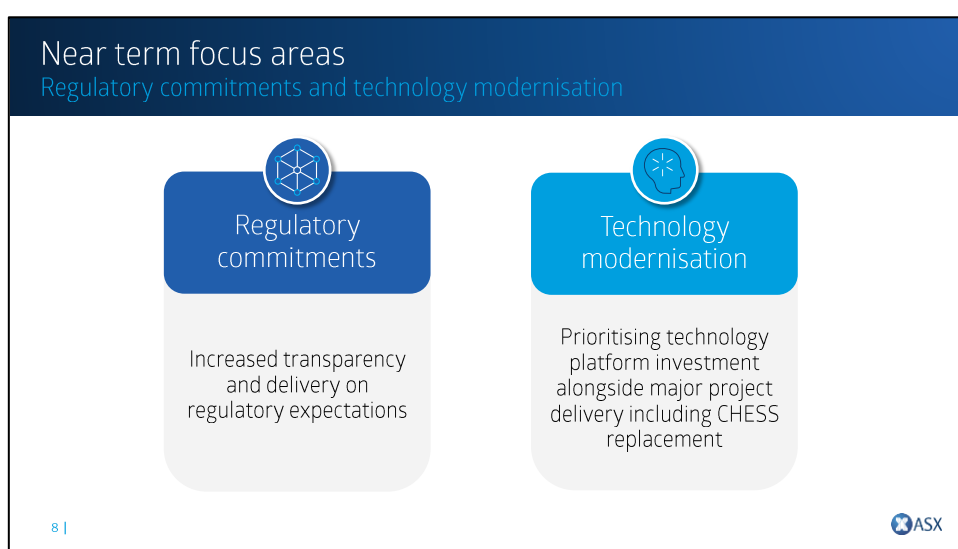 Near term focus areas
Regulatory commitments and technology modernisation
Regulatory
commitments
Increased transparency
and delivery on
regulatory expectations
Technology
modernisation
Prioritising technology
platform investment
alongside major project
delivery including CHESS
replacement
8 |
ASX